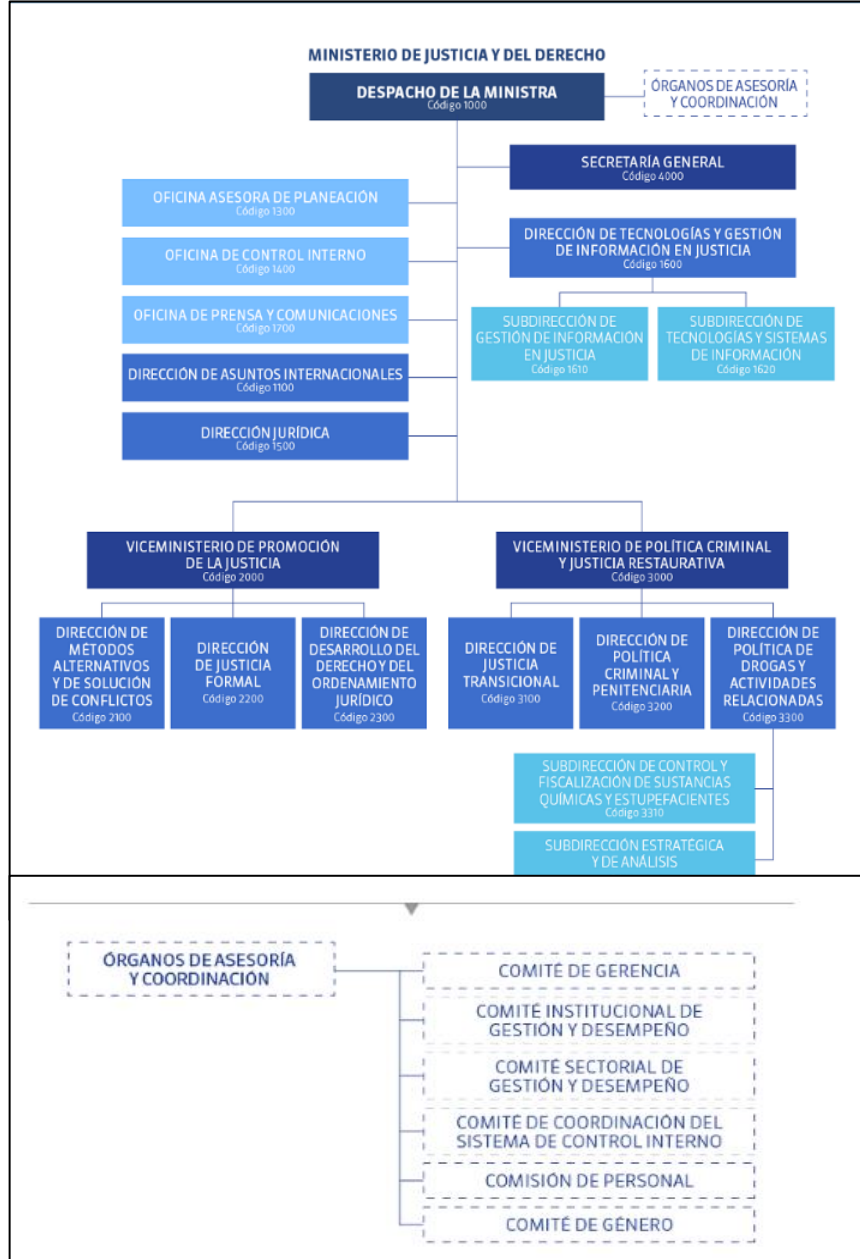 MINISTERIO DE JUSTICIA Y DEL DERECHO
DESPACHO DE LA MINISTRA
Código 1000
ÓRGANOS DE ASESORÍA
Y COORDINACIÓN
SECRETARÍA GENERAL
Código 4000
OFICINA ASESORA DE PLANEACIÓN
Código 1300
DIRECCIÓN DE TECNOLOGÍAS Y GESTIÓN
DE INFORMACIÓN EN JUSTICIA
Código 1600
OFICINA DE CONTROL INTERNO
Código 1400
OFICINA DE PRENSA Y COMUNICACIONES
Código 1700
SUBDIRECCIÓN DE
GESTIÓN DE INFORMACIÓN
EN JUSTICIA
Código 1610
SUBDIRECCIÓN DE
TECNOLOGÍAS Y SISTEMAS
DE INFORMACIÓN
Código 1620
DIRECCIÓN DE ASUNTOS INTERNACIONALES
Código 1100
DIRECCIÓN JURÍDICA
Código 1500
VICEMINISTERIO DE PROMOCIÓN
DE LA JUSTICIA
Código 2000
VICEMINISTERIO DE POLÍTICA CRIMINAL
Y JUSTICIA RESTAURATIVA
Código 3000
DIRECCIÓN DE
MÉTODOS
ALTERNATIVOS
Y DE SOLUCIÓN
DE CONFLICTOS
Código 2100
DIRECCIÓN
DE JUSTICIA
FORMAL
Código 2200
DIRECCIÓN DE
DESARROLLO DEL
DERECHO Y DEL
ORDENAMIENTO
JURÍDICO
Código 2300
DIRECCIÓN DE
JUSTICIA
TRANSICIONAL
Código 3100
DIRECCIÓN DE
POLÍTICA
CRIMINAL Y
PENITENCIARIA
Código 3200
DIRECCIÓN DE
POLÍTICA DE
DROGAS Y
ACTIVIDADES
RELACIONADAS
Código 3300
SUBDIRECCIÓN DE CONTROL Y
FISCALIZACIÓN DE SUSTANCIAS
QUÍMICAS Y ESTUPEFACIENTES
Código 3310
SUBDIRECCIÓN ESTRATÉGICA
Y DE ANÁLISIS
ÓRGANOS DE ASESORÍA
Y COORDINACIÓN
COMITÉ DE GERENCIA
COMITÉ INSTITUCIONAL DE
GESTIÓN Y DESEMPEÑO
COMITÉ SECTORIAL DE
GESTIÓN Y DESEMPEÑO
COMITÉ DE COORDINACIÓN DEL
SISTEMA DE CONTROL INTERNO
COMISIÓN DE PERSONAL
COMITÉ DE GÉNERO